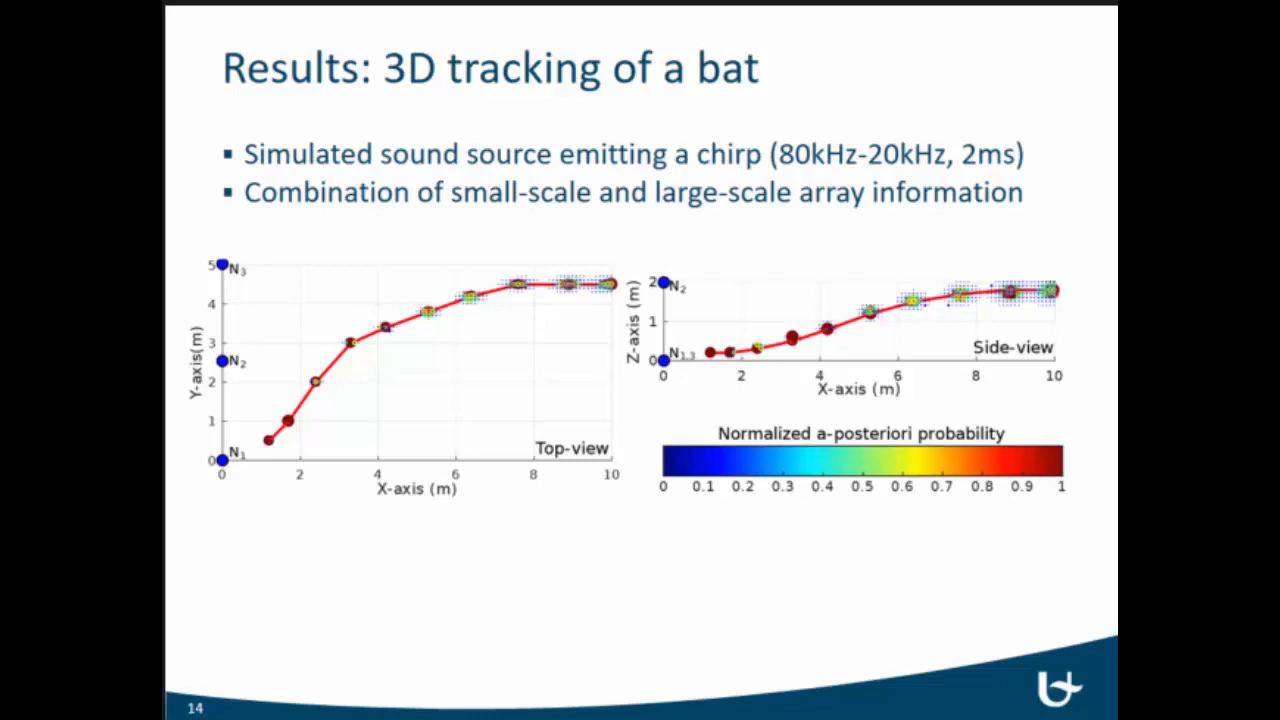 Results: 3D tracking of a bat
▪ Simulated sound source emitting a chirp (80kHz-20kHz, 2ms)
▪ Combination of small-scale and large-scale array information
5
4
3
2
1
0
Y-axis(m)
N3
N2
N1
Top-view
0 2 4 6 8 10
X-axis (m)
2
1
0
Z-axis (m)
N2
N1,3
Side-view
0 2 4 6 8 10
X-axis (m)
Normalized a-posteriori probability
0 0.1 0.2 0.3 0.4 0.5 0.6 0.7 0.8 0.9 1
14